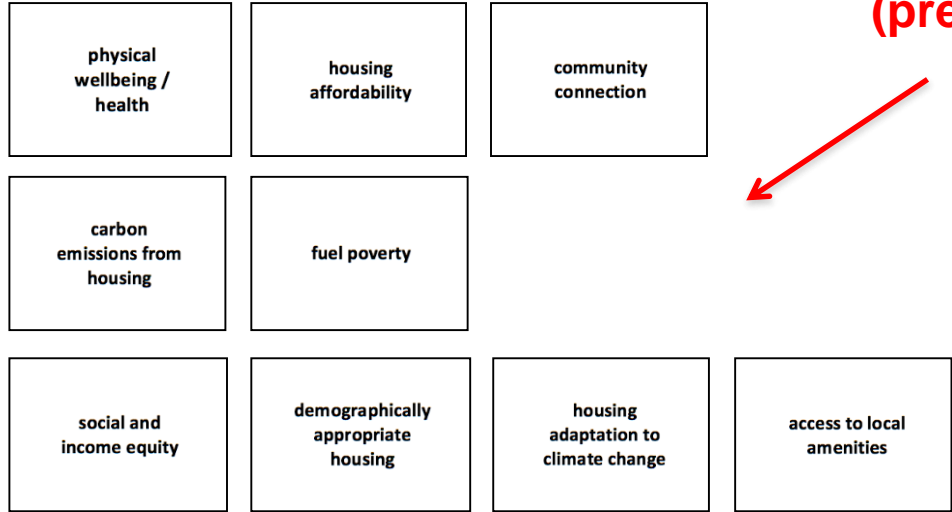 (pre
physical
wellbeing /
health
housing
affordability
community
connection
carbon
emissions from
housing
fuel poverty
social and
income equity
demographically
appropriate
housing
housing
adaptation to
climate change
access to local
amenities